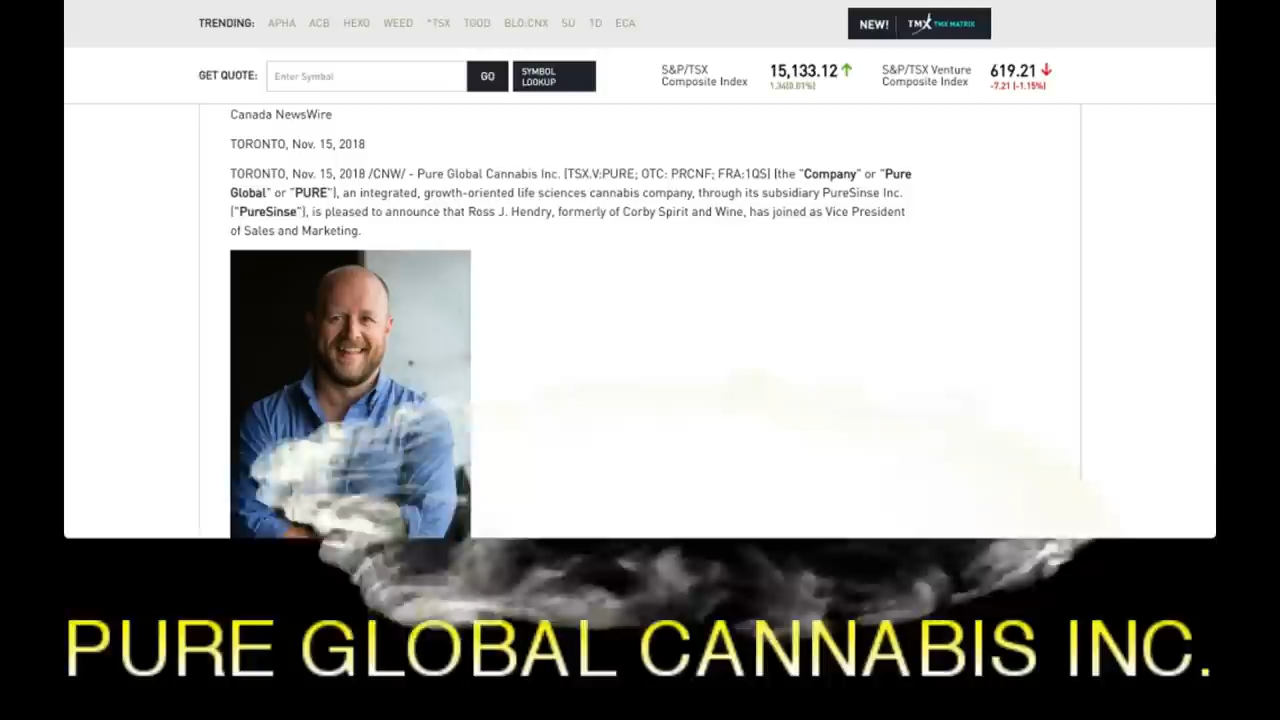 TRENDING: APHA ACB HEXO WEED ^TSX TGOD BLO:CNX SU TD ECA
NEW! TMX TMX MATRIX
GET QUOTE: Enter Symbol GO SYMBOL LOOKUP
S&P/TSX Composite Index 15,133.12 1.34(0.01%)
S&P/TSX Venture Composite Index 619.21 -7.21 (-1.15%)
Canada NewsWire
TORONTO, Nov. 15, 2018
TORONTO, Nov. 15, 2018 /CNW/ - Pure Global Cannabis Inc. (TSX.V:PURE; OTC: PRCNF; FRA:1QS) (the "Company" or "Pure
Global" or "PURE"), an integrated, growth-oriented life sciences cannabis company, through its subsidiary PureSinse Inc.
("PureSinse"), is pleased to announce that Ross J. Hendry, formerly of Corby Spirit and Wine, has joined as Vice President
of Sales and Marketing.
PURE GLOBAL CANNABIS INC.